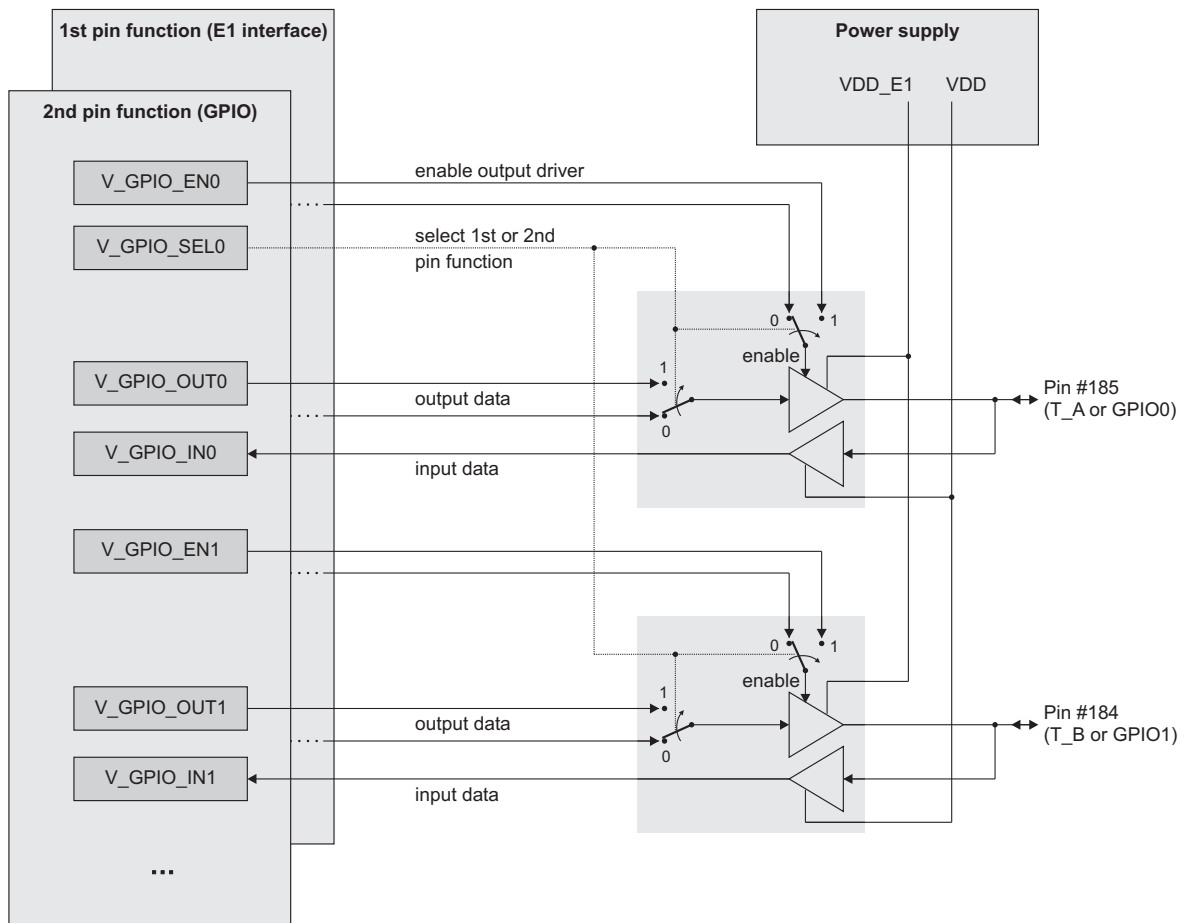 1st pin function (E1 interface)
Power supply
VDD_E1
VDD
2nd pin function (GPIO)
V_GPIO_EN0
enable output driver
V_GPIO_SEL0
select 1st or 2nd
pin function
0
1
enable
V_GPIO_OUT0
1
output data
0
Pin #185
(T_A or GPIO0)
V_GPIO_IN0
input data
V_GPIO_EN1
0
1
enable
V_GPIO_OUT1
1
output data
0
Pin #184
(T_B or GPIO1)
V_GPIO_IN1
input data
...